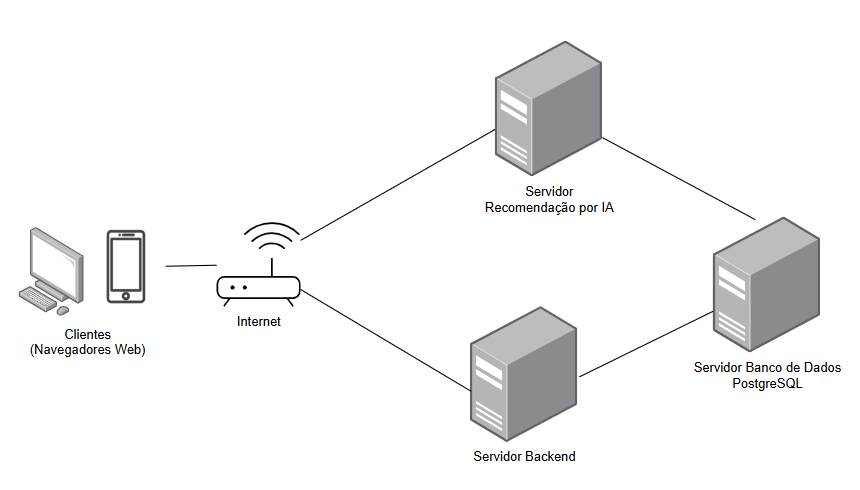 Servidor
Recomendação por IA
Internet
Clientes
(Navegadores Web)
Servidor Banco de Dados
PostgreSQL
Servidor Backend